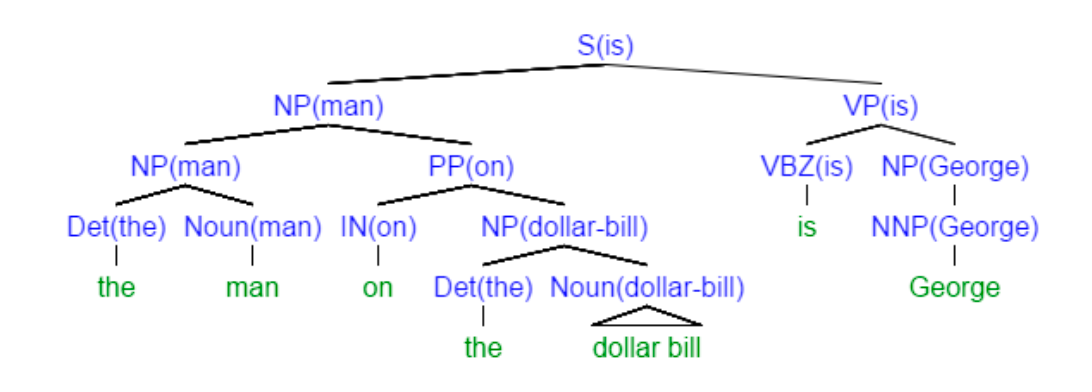 S(is)
NP(man) VP(is)
NP(man) PP(on) VBZ(is) NP(George)
Det(the) Noun(man) IN(on) NP(dollar-bill) is NNP(George)
the man on Det(the) Noun(dollar-bill) George
the dollar bill